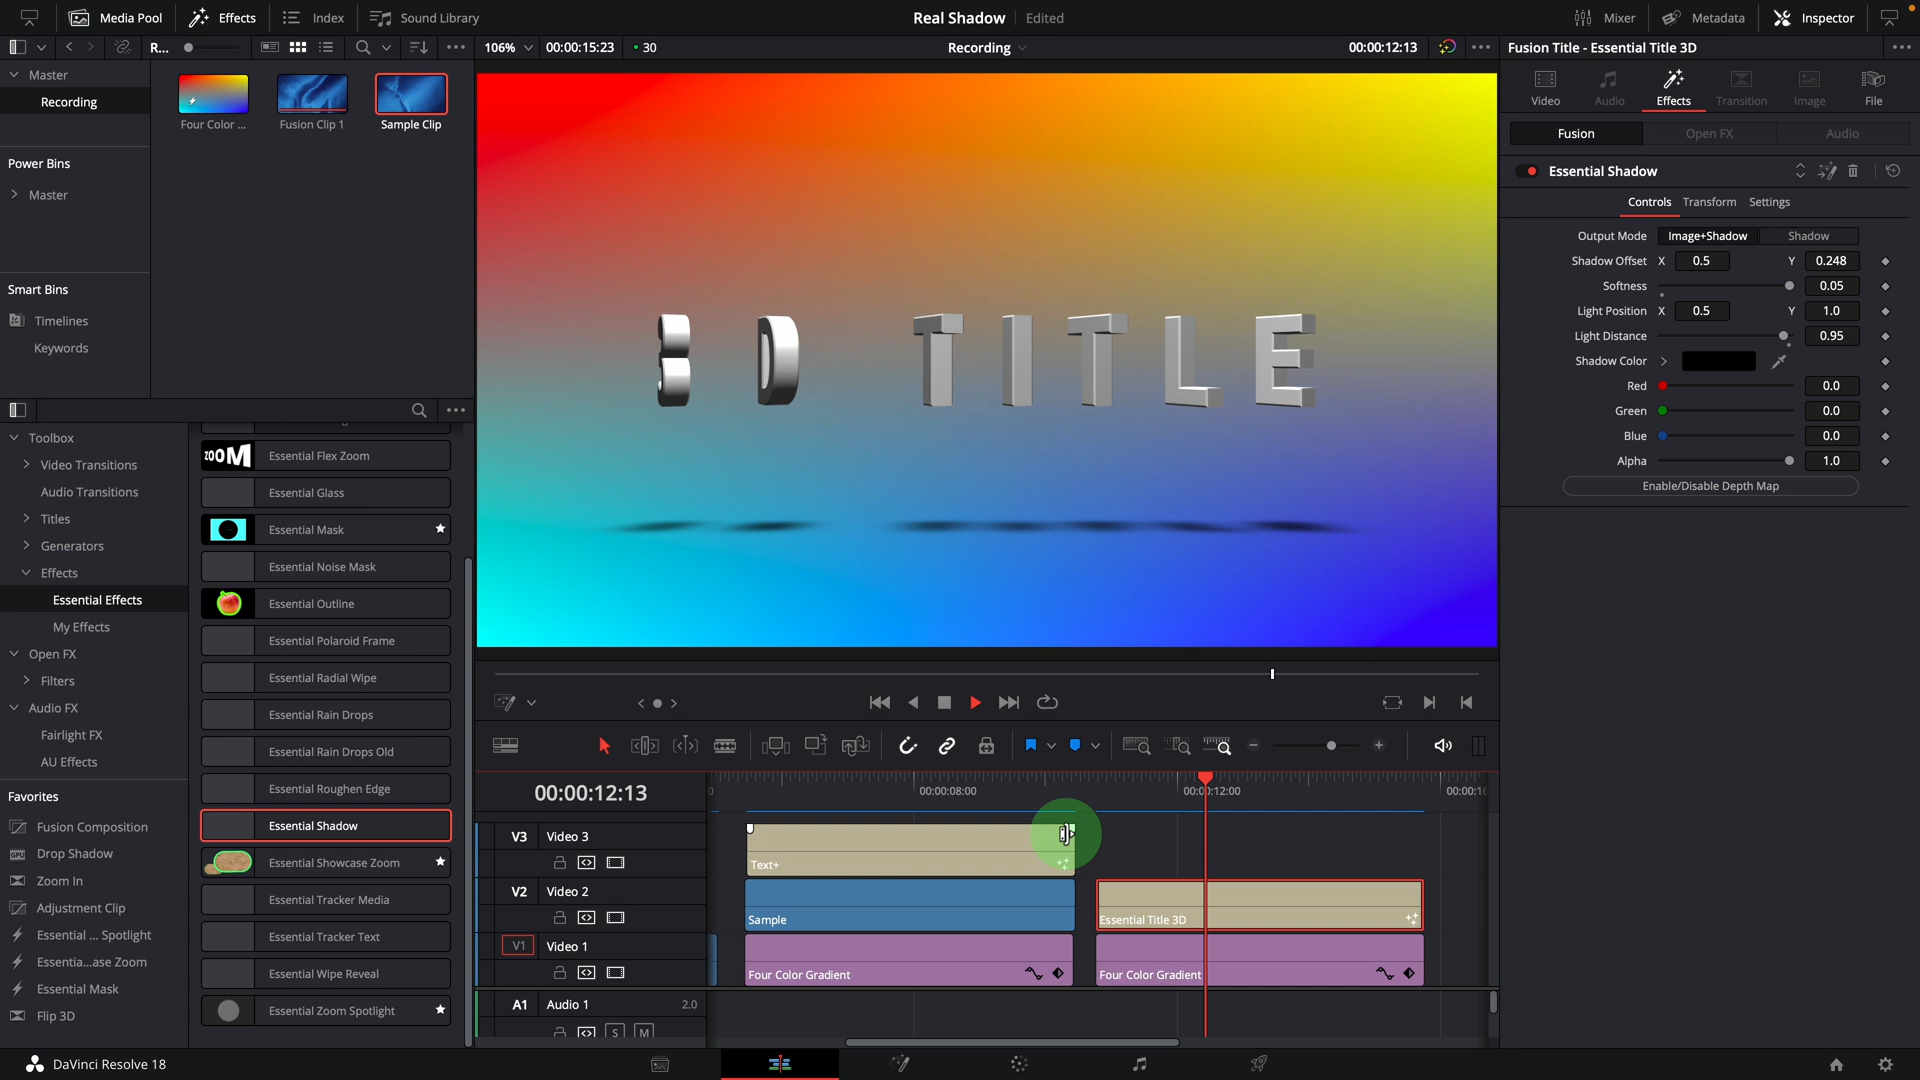 Media Pool
Effects
Index
Sound Library
Real Shadow
Edited
Mixer
Metadata
Inspector
R...
106%
00:00:15:23
30
Recording
00:00:12:13
Fusion Title - Essential Title 3D
Master
Recording
Four Color ...
Fusion Clip 1
Sample Clip
Power Bins
Master
Smart Bins
Timelines
Keywords
3D TITLE
Video
Audio
Effects
Transition
Image
File
Fusion
Open FX
Audio
Essential Shadow
Controls
Transform
Settings
Output Mode
Image+Shadow
Shadow
Shadow Offset X 0.5 Y 0.248
Softness 0.05
Light Position X 0.5 Y 1.0
Light Distance 0.95
Shadow Color
Red 0.0
Green 0.0
Blue 0.0
Alpha 1.0
Enable/Disable Depth Map
Toolbox
Video Transitions
Audio Transitions
Titles
Generators
Effects
Essential Effects
My Effects
Open FX
Filters
Audio FX
Fairlight FX
AU Effects
Favorites
Fusion Composition
Drop Shadow
Zoom In
Adjustment Clip
Essential ... Spotlight
Essentia...ase Zoom
Essential Mask
Flip 3D
ZOOM
Essential Flex Zoom
Essential Glass
Essential Mask
Essential Noise Mask
Essential Outline
Essential Polaroid Frame
Essential Radial Wipe
Essential Rain Drops
Essential Rain Drops Old
Essential Roughen Edge
Essential Shadow
Essential Showcase Zoom
Essential Tracker Media
Essential Tracker Text
Essential Wipe Reveal
Essential Zoom Spotlight
00:00:12:13
00:00:08:00
00:00:12:00
00:00:16
V3 Video 3
Text+
V2 Video 2
Sample
Essential Title 3D
V1 Video 1
Four Color Gradient
Four Color Gradient
A1 Audio 1 2.0
S M
DaVinci Resolve 18